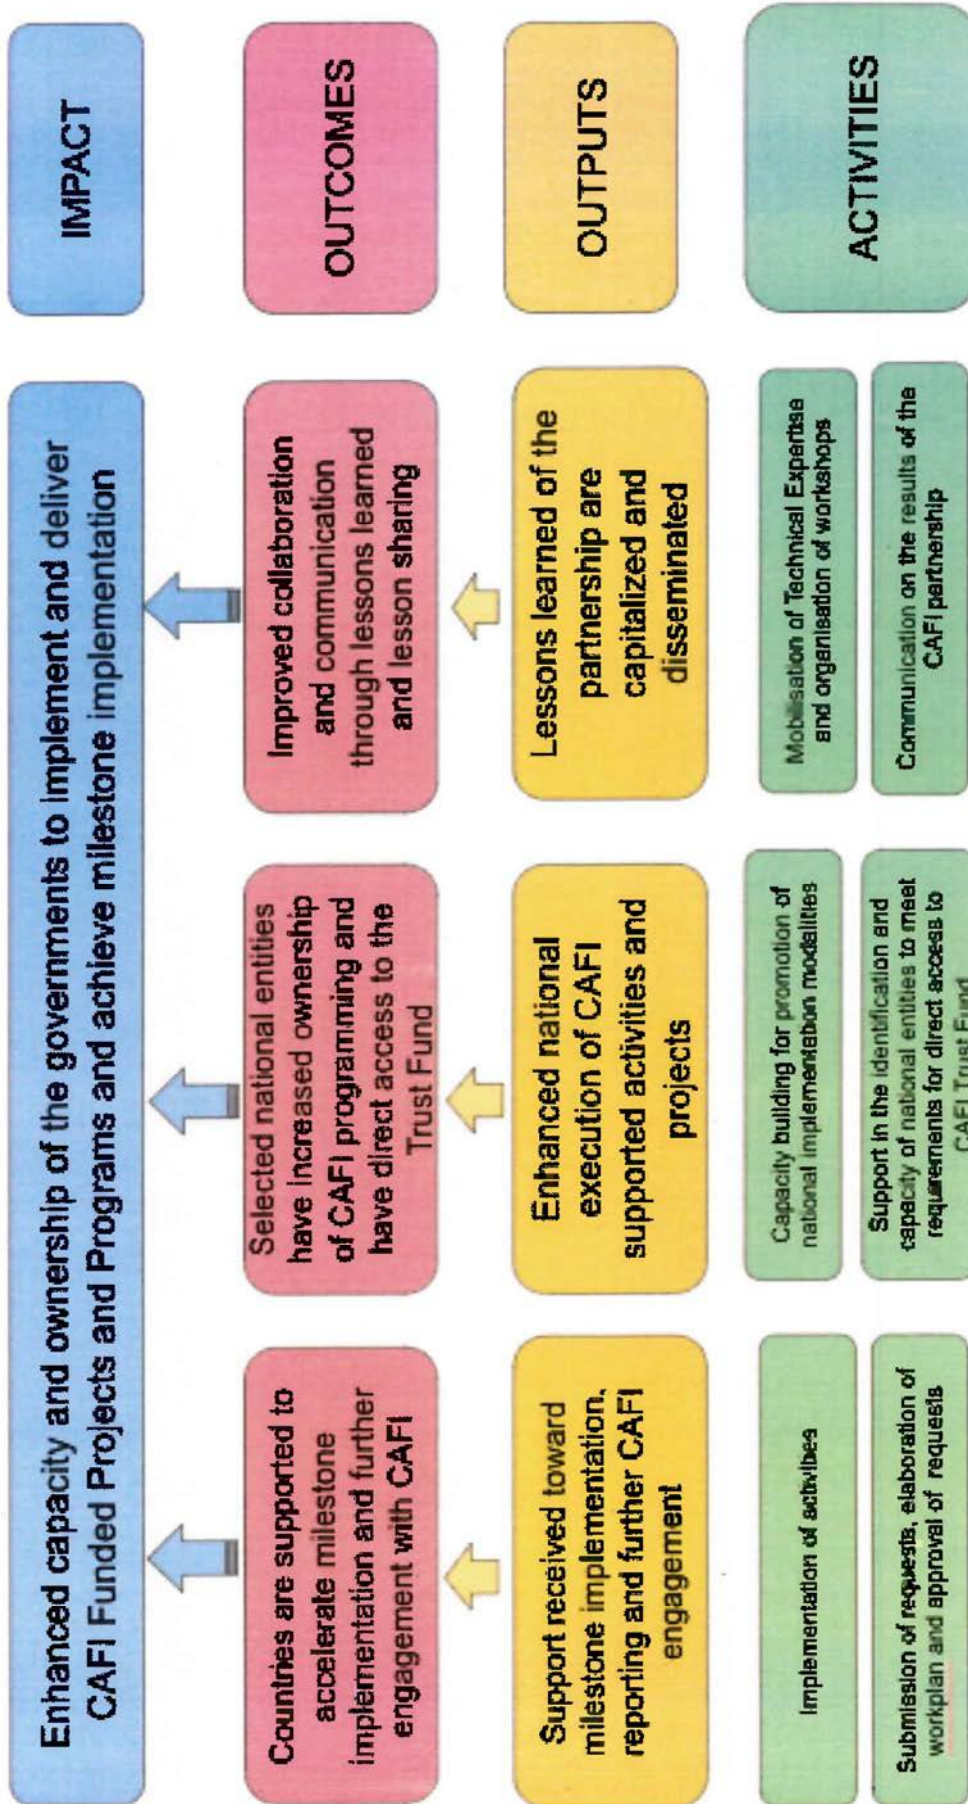 Enhanced capacity and ownership of the governments to implement and deliver
CAFI Funded Projects and Programs and achieve milestone implementation
IMPACT
Countries are supported to
accelerate milestone
implementation and further
engagement with CAFI
Selected national entities
have increased ownership
of CAFI programming and
have direct access to the
Trust Fund
Improved collaboration
and communication
through lessons learned
and lesson sharing
OUTCOMES
Support received toward
milestone implementation,
reporting and further CAFI
engagement
Enhanced national
execution of CAFI
supported activities and
projects
Lessons learned of the
partnership are
capitalized and
disseminated
OUTPUTS
Implementation of activities
Submission of requests, elaboration of
workplan and approval of requests
Capacity building for promotion of
national implementation modalities
Support in the identification and
capacity of national entities to meet
requirements for direct access to
CAFI Trust Fund
Mobilisation of Technical Expertise
and organisation of workshops
Communication on the results of the
CAFI partnership
ACTIVITIES